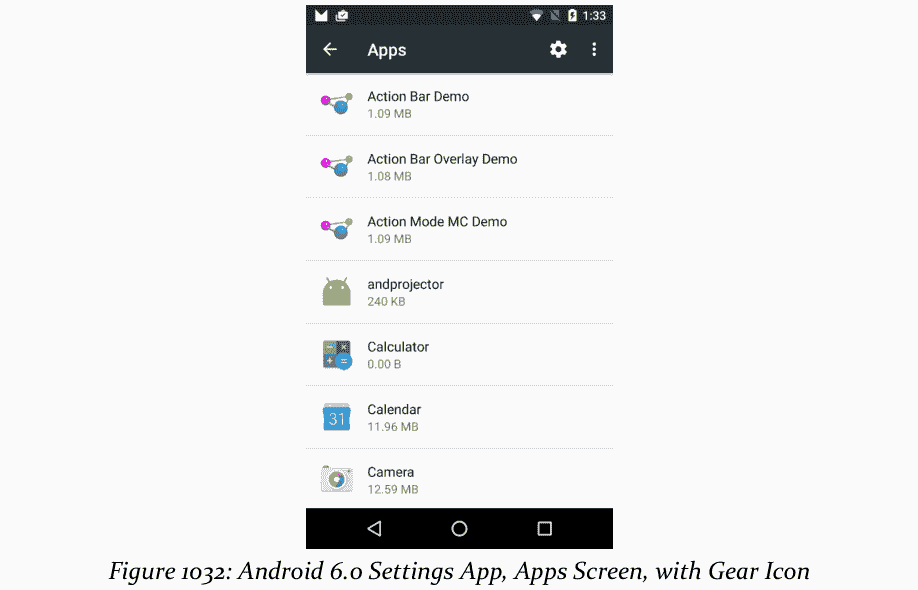 1:33
Apps
Action Bar Demo
1.09 MB
Action Bar Overlay Demo
1.08 MB
Action Mode MC Demo
1.09 MB
andprojector
240 KB
Calculator
0.00 B
31
Calendar
11.96 MB
Camera
12.59 MB
Figure 1032: Android 6.0 Settings App, Apps Screen, with Gear Icon